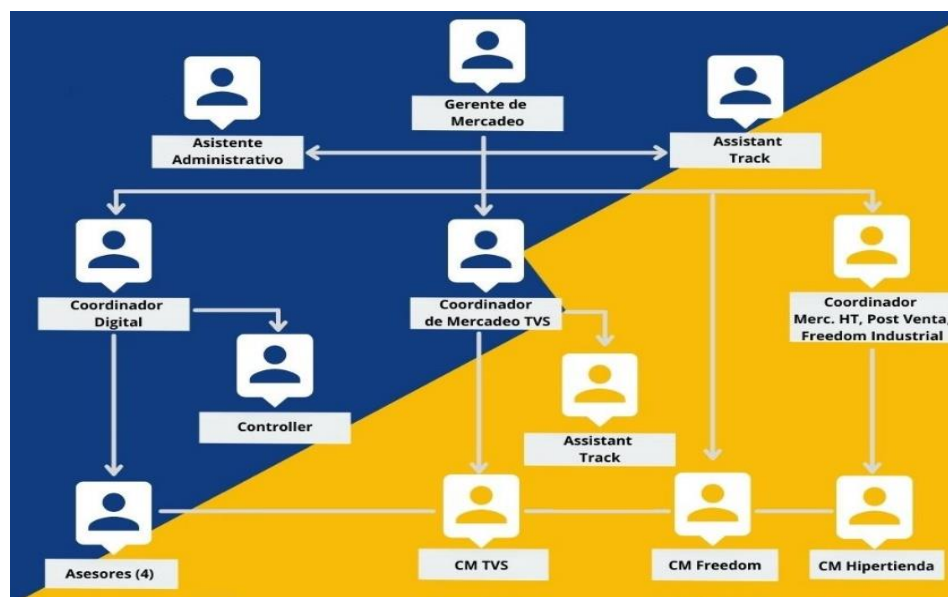 Gerente de
Mercadeo
Asistente
Administrativo
Assistant
Track
Coordinador
Digital
Coordinador
de Mercadeo TVS
Coordinador
Merc. HT, Post Venta,
Freedom Industrial
Controller
Assistant
Track
Asesores (4)
CM TVS
CM Freedom
CM Hipertienda